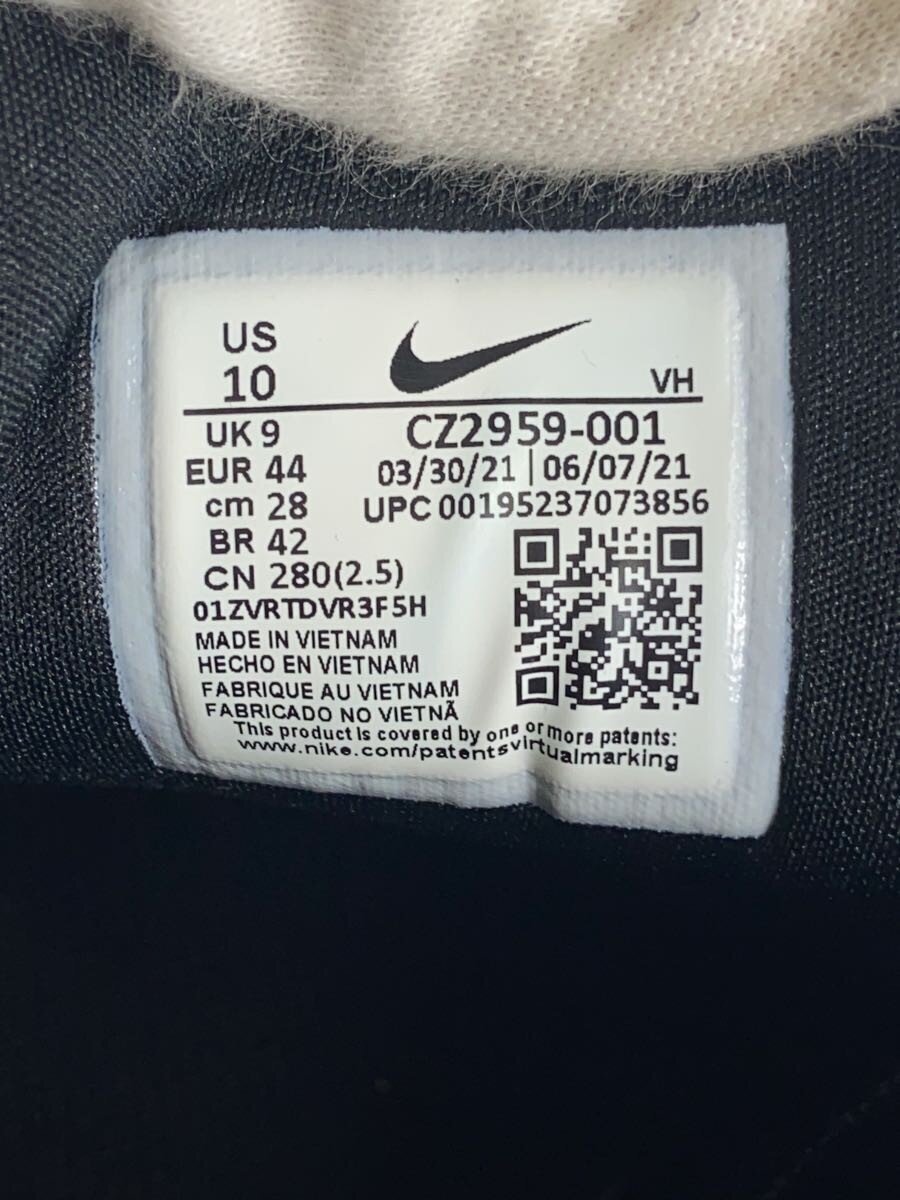 US
10
VH
UK 9
CZ2959-001
EUR 44
03/30/21 | 06/07/21
cm 28
UPC 00195237073856
BR 42
CN 280(2.5)
01ZVRTDVR3F5H
MADE IN VIETNAM
HECHO EN VIETNAM
FABRIQUE AU VIETNAM
FABRICADO NO VIETNÃ
This product is covered by one or more patents:
www.nike.com/patentsvirtualmarking